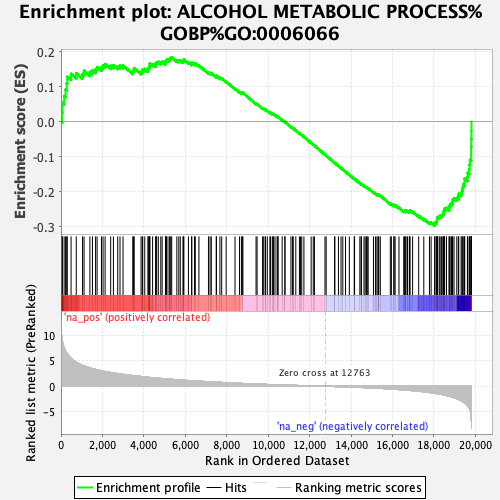 Enrichment plot: ALCOHOL METABOLIC PROCESS%
GOBP%GO:0006066
Enrichment score (ES)
0.2
0.1
0.0
-0.1
-0.2
-0.3
'na_pos' (positively correlated)
Ranked list metric (PreRanked)
10
5
0
-5
Zero cross at 12763
'na_neg' (negatively correlated)
0
2,000
4,000
6,000
8,000
10,000
12,000
14,000
16,000
18,000
20,000
Rank in Ordered Dataset
Enrichment profile
Hits
Ranking metric scores